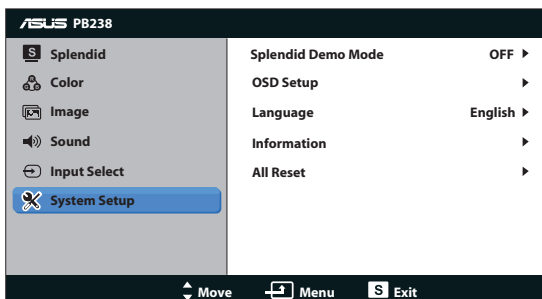 ASUS PB238
S Splendid
Color
Image
Sound
Input Select
System Setup
Splendid Demo Mode OFF
OSD Setup
Language English
Information
All Reset
Move Menu S Exit